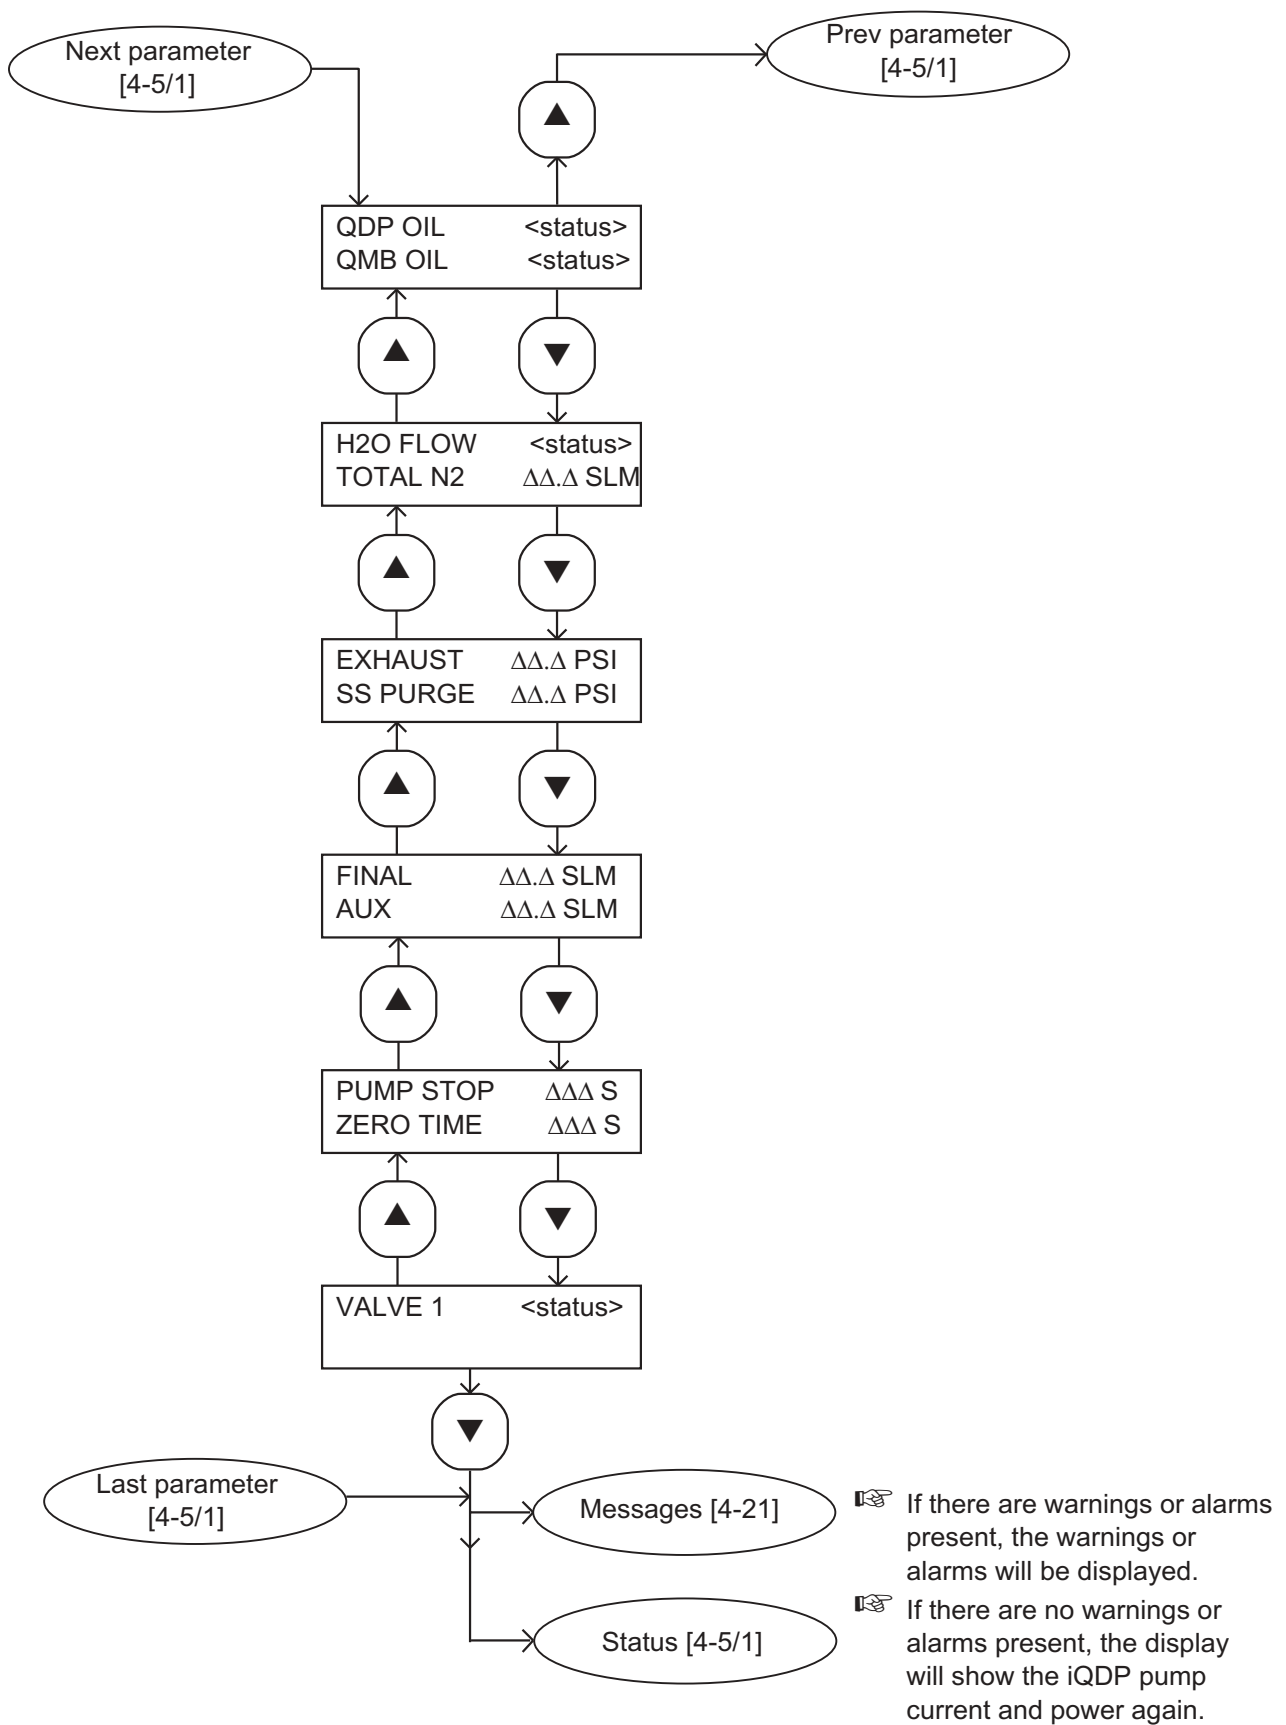 Next parameter
[4-5/1]
Prev parameter
[4-5/1]
QDP OIL <status>
QMB OIL <status>
H2O FLOW <status>
TOTAL N2 ΔΔ.Δ SLM
EXHAUST ΔΔ.Δ PSI
SS PURGE ΔΔ.Δ PSI
FINAL ΔΔ.Δ SLM
AUX ΔΔ.Δ SLM
PUMP STOP ΔΔΔ S
ZERO TIME ΔΔΔ S
VALVE 1 <status>
Last parameter
[4-5/1]
Messages [4-21]
☞ If there are warnings or alarms
present, the warnings or
alarms will be displayed.
Status [4-5/1]
☞ If there are no warnings or
alarms present, the display
will show the iQDP pump
current and power again.